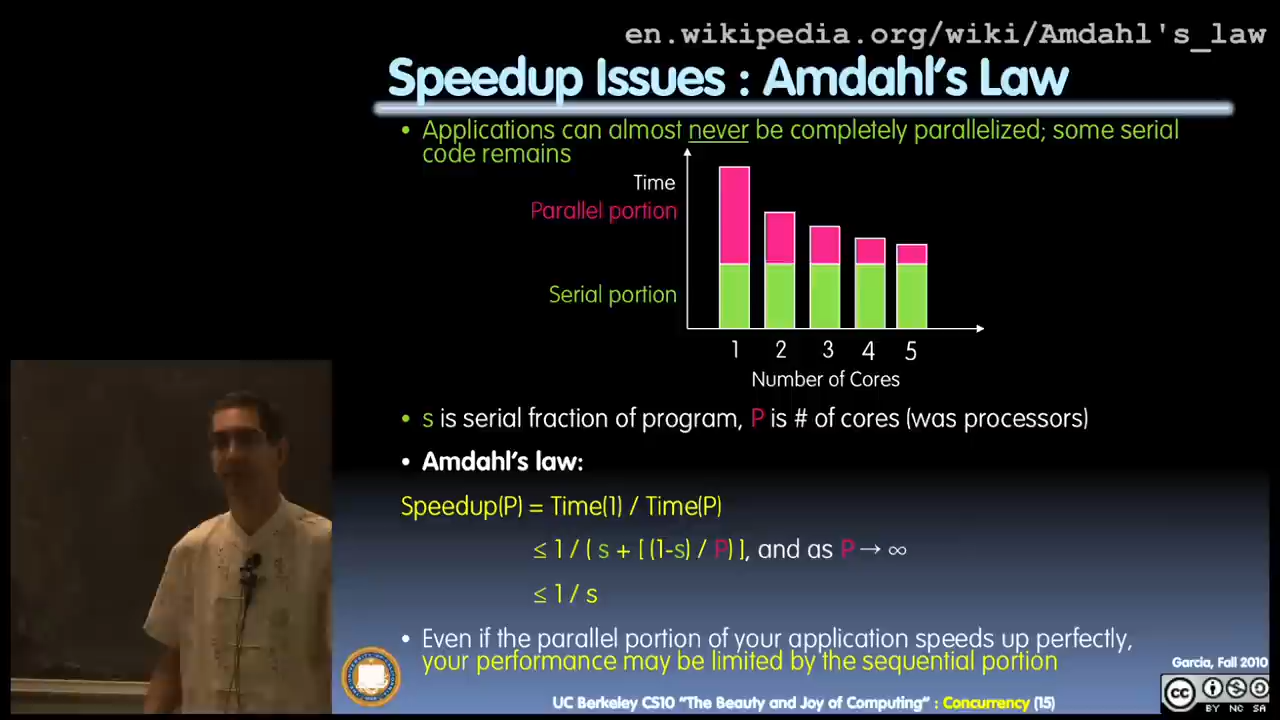 en.wikipedia.org/wiki/Amdahl's_law
Speedup Issues : Amdahl's Law
• Applications can almost never be completely parallelized; some serial
code remains
Time
Parallel portion
Serial portion
1 2 3 4 5
Number of Cores
• s is serial fraction of program, P is # of cores (was processors)
• Amdahl's law:
Speedup(P) = Time(1) / Time(P)
≤ 1 / ( s + [ (1-s) / P) ], and as P → ∞
≤ 1 / s
• Even if the parallel portion of your application speeds up perfectly,
your performance may be limited by the sequential portion
Garcia, Fall 2010
UC Berkeley CS10 "The Beauty and Joy of Computing" : Concurrency (15)
cc
BY NC SA